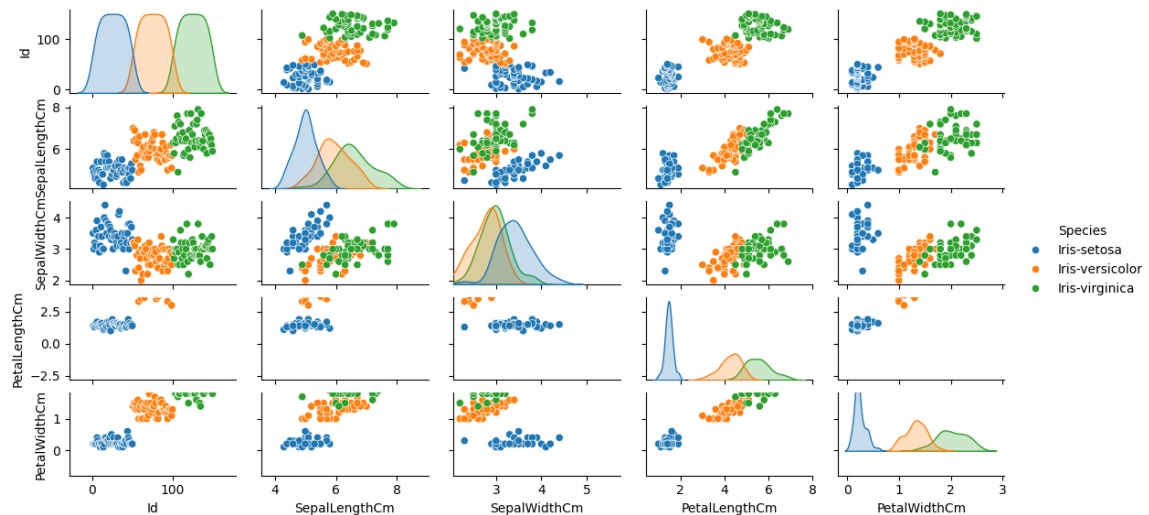 Id
100
0
SepalLengthCm
8
6
SepalWidthCm
4
3
2
PetalLengthCm
2.5
0.0
−2.5
PetalWidthCm
1
0
0 100
4 6 8
3 4 5
2 4 6 8
0 1 2 3
Id SepalLengthCm SepalWidthCm PetalLengthCm PetalWidthCm
Species
Iris-setosa
Iris-versicolor
Iris-virginica